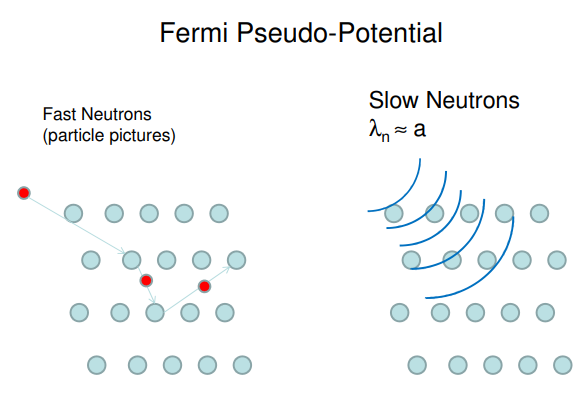 Fermi Pseudo-Potential
Fast Neutrons
(particle pictures)
Slow Neutrons
λn ≈ a